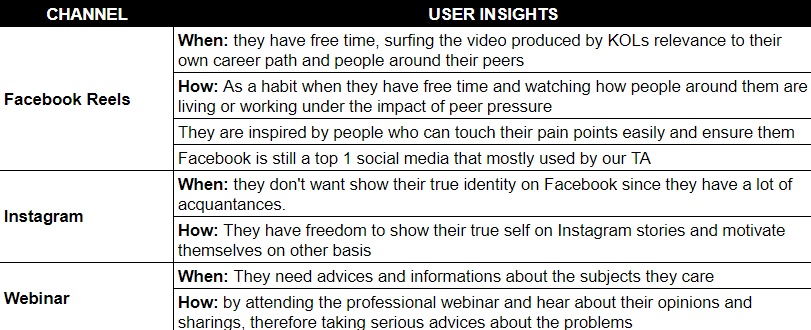 CHANNEL USER INSIGHTS
When: they have free time, surfing the video produced by KOLs relevance to their
own career path and people around their peers
Facebook Reels
How: As a habit when they have free time and watching how people around them are
living or working under the impact of peer pressure
They are inspired by people who can touch their pain points easily and ensure them
Facebook is still a top 1 social media that mostly used by our TA
Instagram
When: they don't want show their true identity on Facebook since they have a lot of
acquantances.
How: They have freedom to show their true self on Instagram stories and motivate
themselves on other basis
Webinar
When: They need advices and informations about the subjects they care
How: by attending the professional webinar and hear about their opinions and
sharings, therefore taking serious advices about the problems